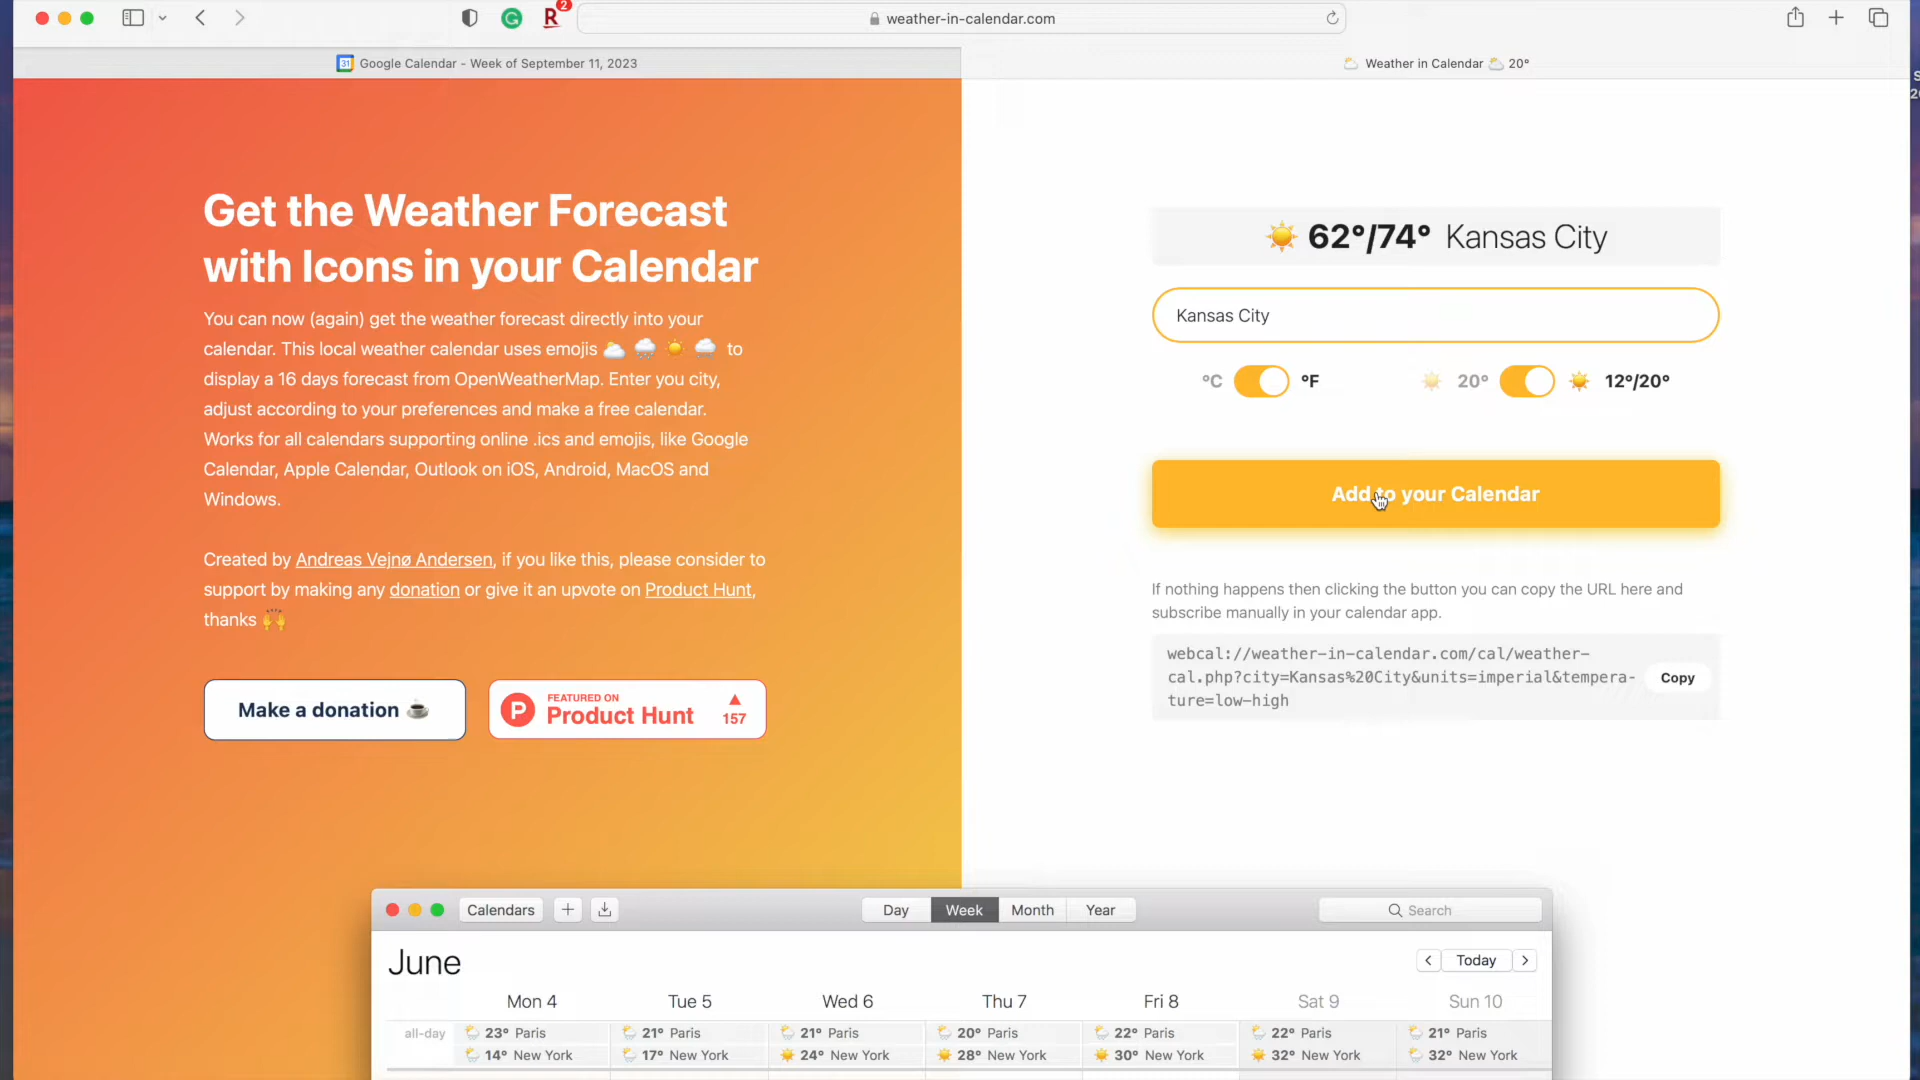 2
weather-in-calendar.com
31 Google Calendar - Week of September 11, 2023
Weather in Calendar 20°
Get the Weather Forecast
with Icons in your Calendar
You can now (again) get the weather forecast directly into your
calendar. This local weather calendar uses emojis to
display a 16 days forecast from OpenWeatherMap. Enter you city,
adjust according to your preferences and make a free calendar.
Works for all calendars supporting online .ics and emojis, like Google
Calendar, Apple Calendar, Outlook on iOS, Android, MacOS and
Windows.
Created by Andreas Vejnø Andersen, if you like this, please consider to
support by making any donation or give it an upvote on Product Hunt,
thanks
Make a donation
P FEATURED ON
Product Hunt
157
62°/74° Kansas City
Kansas City
°C °F 20° 12°/20°
Add to your Calendar
If nothing happens then clicking the button you can copy the URL here and
subscribe manually in your calendar app.
webcal://weather-in-calendar.com/cal/weather-
cal.php?city=Kansas%20City&units=imperial&tempera-
ture=low-high
Copy
Calendars + Day Week Month Year Search
June
Today
Mon 4 Tue 5 Wed 6 Thu 7 Fri 8 Sat 9 Sun 10
all-day 23° Paris 21° Paris 21° Paris 20° Paris 22° Paris 22° Paris 21° Paris
14° New York 17° New York 24° New York 28° New York 30° New York 32° New York 32° New York